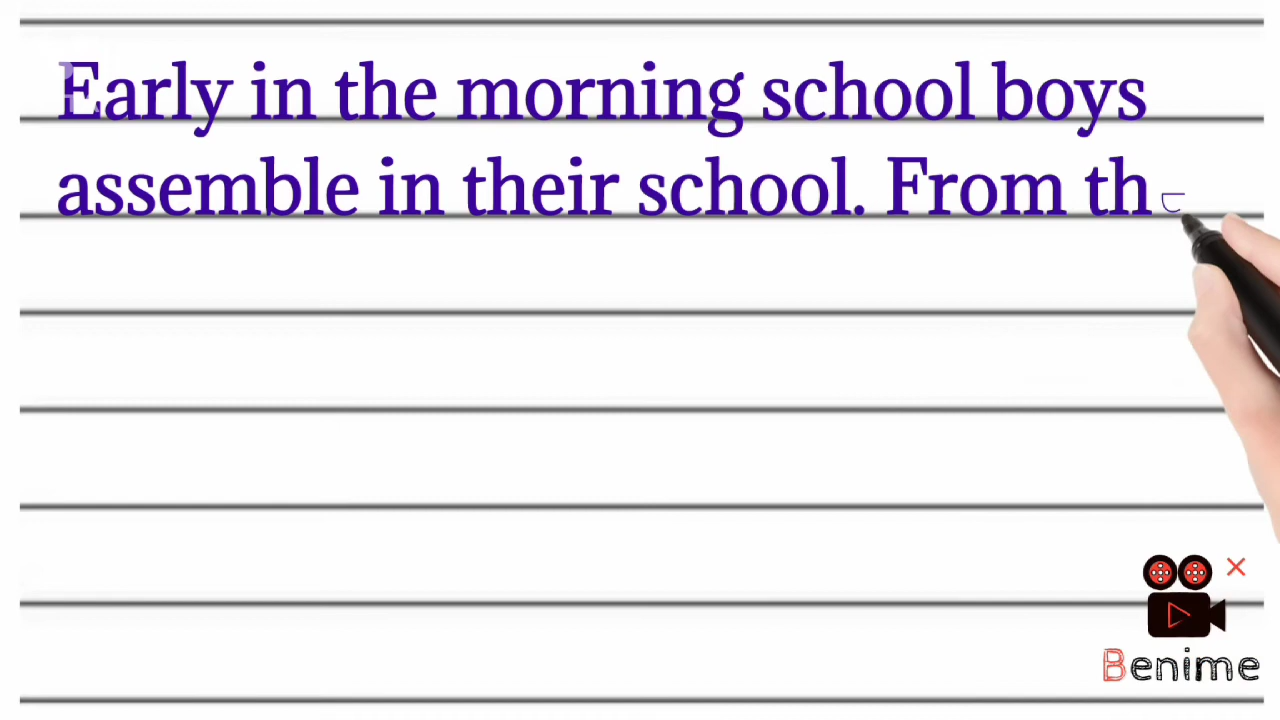 Early in the morning school boys
assemble in their school. From th
Benime